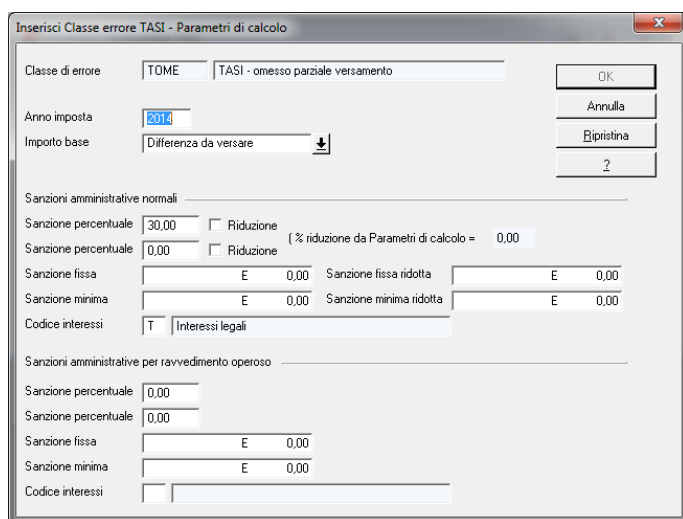 Inserisci Classe errore TASI - Parametri di calcolo
x
Classe di errore TOME TASI - omesso parziale versamento
OK
Anno imposta 2014
Annulla
Importo base Differenza da versare
Ripristina
?
Sanzioni amministrative normali
Sanzione percentuale 30,00 Riduzione
( % riduzione da Parametri di calcolo = 0,00
Sanzione percentuale 0,00 Riduzione
Sanzione fissa E 0,00 Sanzione fissa ridotta E 0,00
Sanzione minima E 0,00 Sanzione minima ridotta E 0,00
Codice interessi T Interessi legali
Sanzioni amministrative per ravvedimento operoso
Sanzione percentuale 0,00
Sanzione percentuale 0,00
Sanzione fissa E 0,00
Sanzione minima E 0,00
Codice interessi